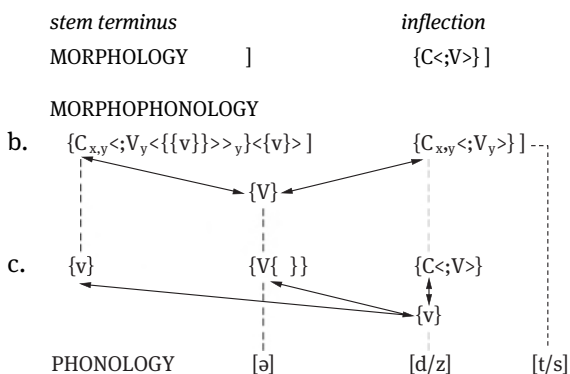 stem terminus inflection
MORPHOLOGY ] {C<;V>} ]
MORPHOPHONOLOGY
b. {Cx,y<;Vy<{{v}}>>y}<{v}> ] {Cx,y<;Vy>} ]
{V}
c. {v} {V{ }} {C<;V>}
{v}
PHONOLOGY [ə] [d/z] [t/s]